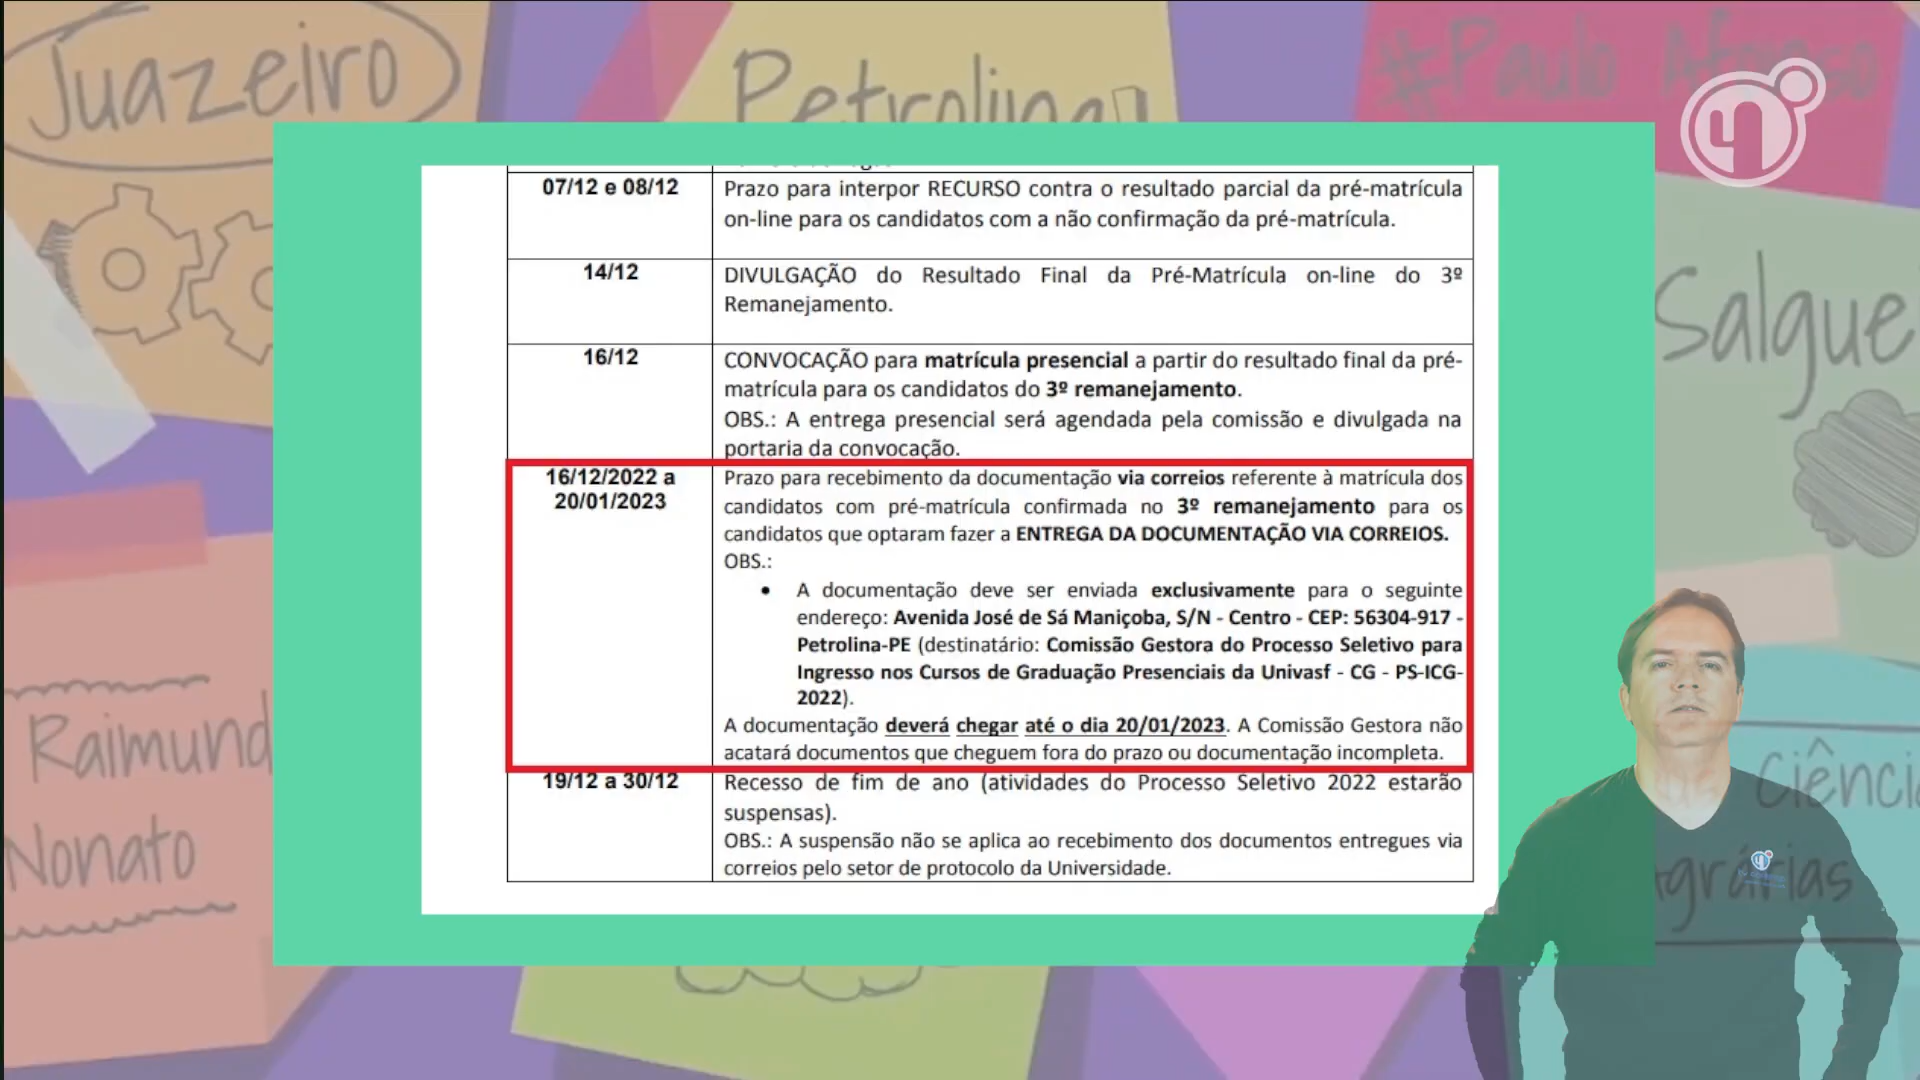 Juazeiro
Petrolina
#Paulo Afonso
07/12 e 08/12
Prazo para interpor RECURSO contra o resultado parcial da pré-matrícula
on-line para os candidatos com a não confirmação da pré-matrícula.
14/12
DIVULGAÇÃO do Resultado Final da Pré-Matrícula on-line do 3º
Remanejamento.
16/12
CONVOCAÇÃO para matrícula presencial a partir do resultado final da pré-
matrícula para os candidatos do 3º remanejamento.
OBS.: A entrega presencial será agendada pela comissão e divulgada na
portaria da convocação.
16/12/2022 a
20/01/2023
Prazo para recebimento da documentação via correios referente à matrícula dos
candidatos com pré-matrícula confirmada no 3º remanejamento para os
candidatos que optaram fazer a ENTREGA DA DOCUMENTAÇÃO VIA CORREIOS.
OBS.:
• A documentação deve ser enviada exclusivamente para o seguinte
endereço: Avenida José de Sá Maniçoba, S/N - Centro - CEP: 56304-917 -
Petrolina-PE (destinatário: Comissão Gestora do Processo Seletivo para
Ingresso nos Cursos de Graduação Presenciais da Univasf - CG - PS-ICG-
2022).
A documentação deverá chegar até o dia 20/01/2023. A Comissão Gestora não
acatará documentos que cheguem fora do prazo ou documentação incompleta.
19/12 a 30/12
Recesso de fim de ano (atividades do Processo Seletivo 2022 estarão
suspensas).
OBS.: A suspensão não se aplica ao recebimento dos documentos entregues via
correios pelo setor de protocolo da Universidade.
Salgue
Raimund
Nonato
Ciência
Agrárias